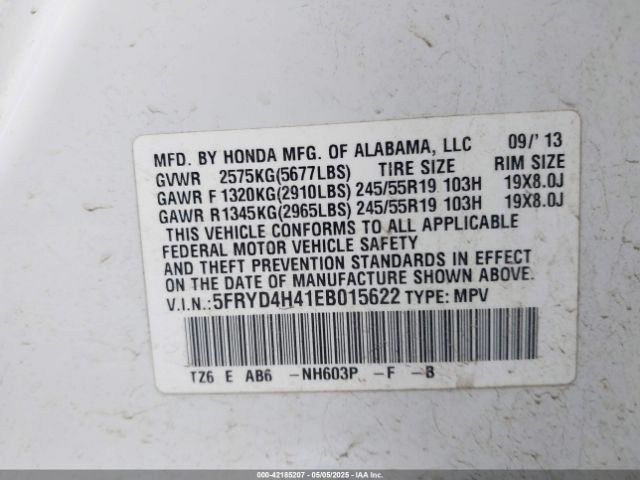 MFD. BY HONDA MFG. OF ALABAMA, LLC 09/' 13
GVWR 2575KG(5677LBS) TIRE SIZE RIM SIZE
GAWR F 1320KG(2910LBS) 245/55R19 103H 19X8.0J
GAWR R1345KG(2965LBS) 245/55R19 103H 19X8.0J
THIS VEHICLE CONFORMS TO ALL APPLICABLE
FEDERAL MOTOR VEHICLE SAFETY
AND THEFT PREVENTION STANDARDS IN EFFECT
ON THE DATE OF MANUFACTURE SHOWN ABOVE.
V.I.N.:5FRYD4H41EB015622 TYPE: MPV
TZ6 E AB6 -NH603P -F -B
000-42185207 - 05/05/2025 - IAAI.com